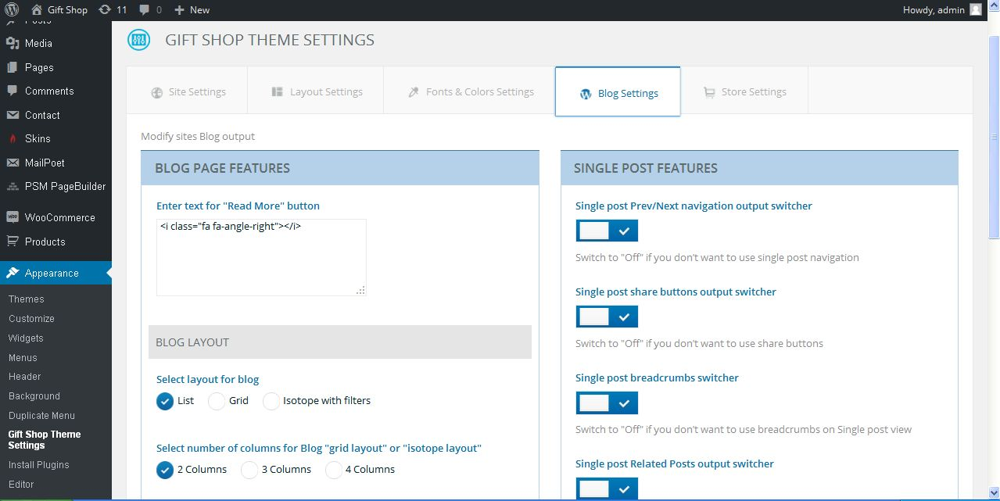 Gift Shop 11 0 New Howdy, admin
Posts
Media
Pages
Comments
Contact
Skins
MailPoet
PSM PageBuilder
WooCommerce
Products
Appearance
Themes
Customize
Widgets
Menus
Header
Background
Duplicate Menu
Gift Shop Theme
Settings
Install Plugins
Editor
GIFT SHOP THEME SETTINGS
Site Settings Layout Settings Fonts & Colors Settings Blog Settings Store Settings
Modify sites Blog output
BLOG PAGE FEATURES
Enter text for "Read More" button
<i class="fa fa-angle-right"></i>
BLOG LAYOUT
Select layout for blog
List Grid Isotope with filters
Select number of columns for Blog "grid layout" or "isotope layout"
2 Columns 3 Columns 4 Columns
SINGLE POST FEATURES
Single post Prev/Next navigation output switcher
Switch to "Off" if you don't want to use single post navigation
Single post share buttons output switcher
Switch to "Off" if you don't want to use share buttons
Single post breadcrumbs switcher
Switch to "Off" if you don't want to use breadcrumbs on Single post view
Single post Related Posts output switcher